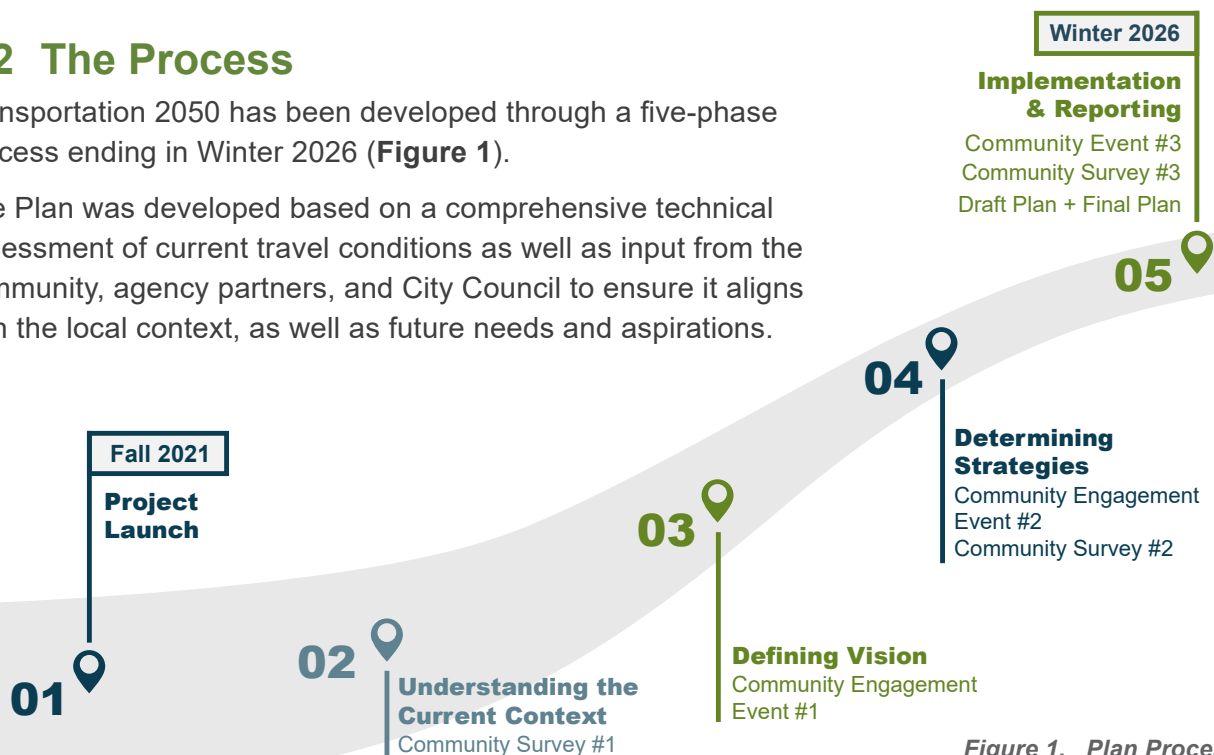 2 The Process
nsportation 2050 has been developed through a five-phase
cess ending in Winter 2026 (Figure 1).
e Plan was developed based on a comprehensive technical
essment of current travel conditions as well as input from the
mmunity, agency partners, and City Council to ensure it aligns
n the local context, as well as future needs and aspirations.
Winter 2026
Implementation
& Reporting
Community Event #3
Community Survey #3
Draft Plan + Final Plan
05
04
Determining
Strategies
Community Engagement
Event #2
Community Survey #2
Fall 2021
Project
Launch
01
02
Understanding the
Current Context
Community Survey #1
03
Defining Vision
Community Engagement
Event #1
Figure 1. Plan Proce